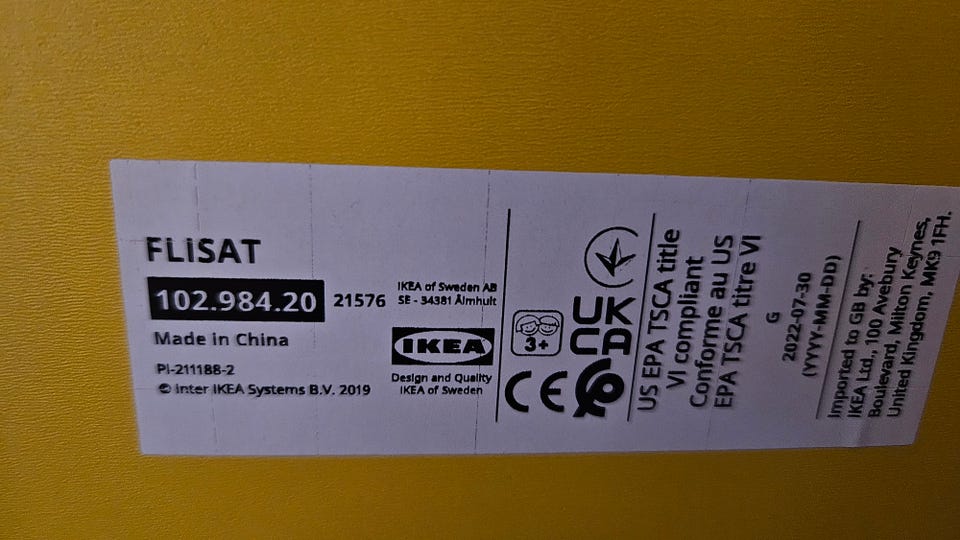 FLISAT
102.984.20
21576
Made in China
PI-211188-2
© Inter IKEA Systems B.V. 2019
IKEA of Sweden AB
SE - 34381 Älmhult
IKEA
Design and Quality
IKEA of Sweden
3+
UK
CA
CE
US EPA TSCA title
VI compliant
Conforme au US
EPA TSCA titre VI
G
2022-07-30
(YYYY-MM-DD)
Imported to GB by:
IKEA Ltd., 100 Avebury
Boulevard, Milton Keynes,
United Kingdom, MK9 1FH.